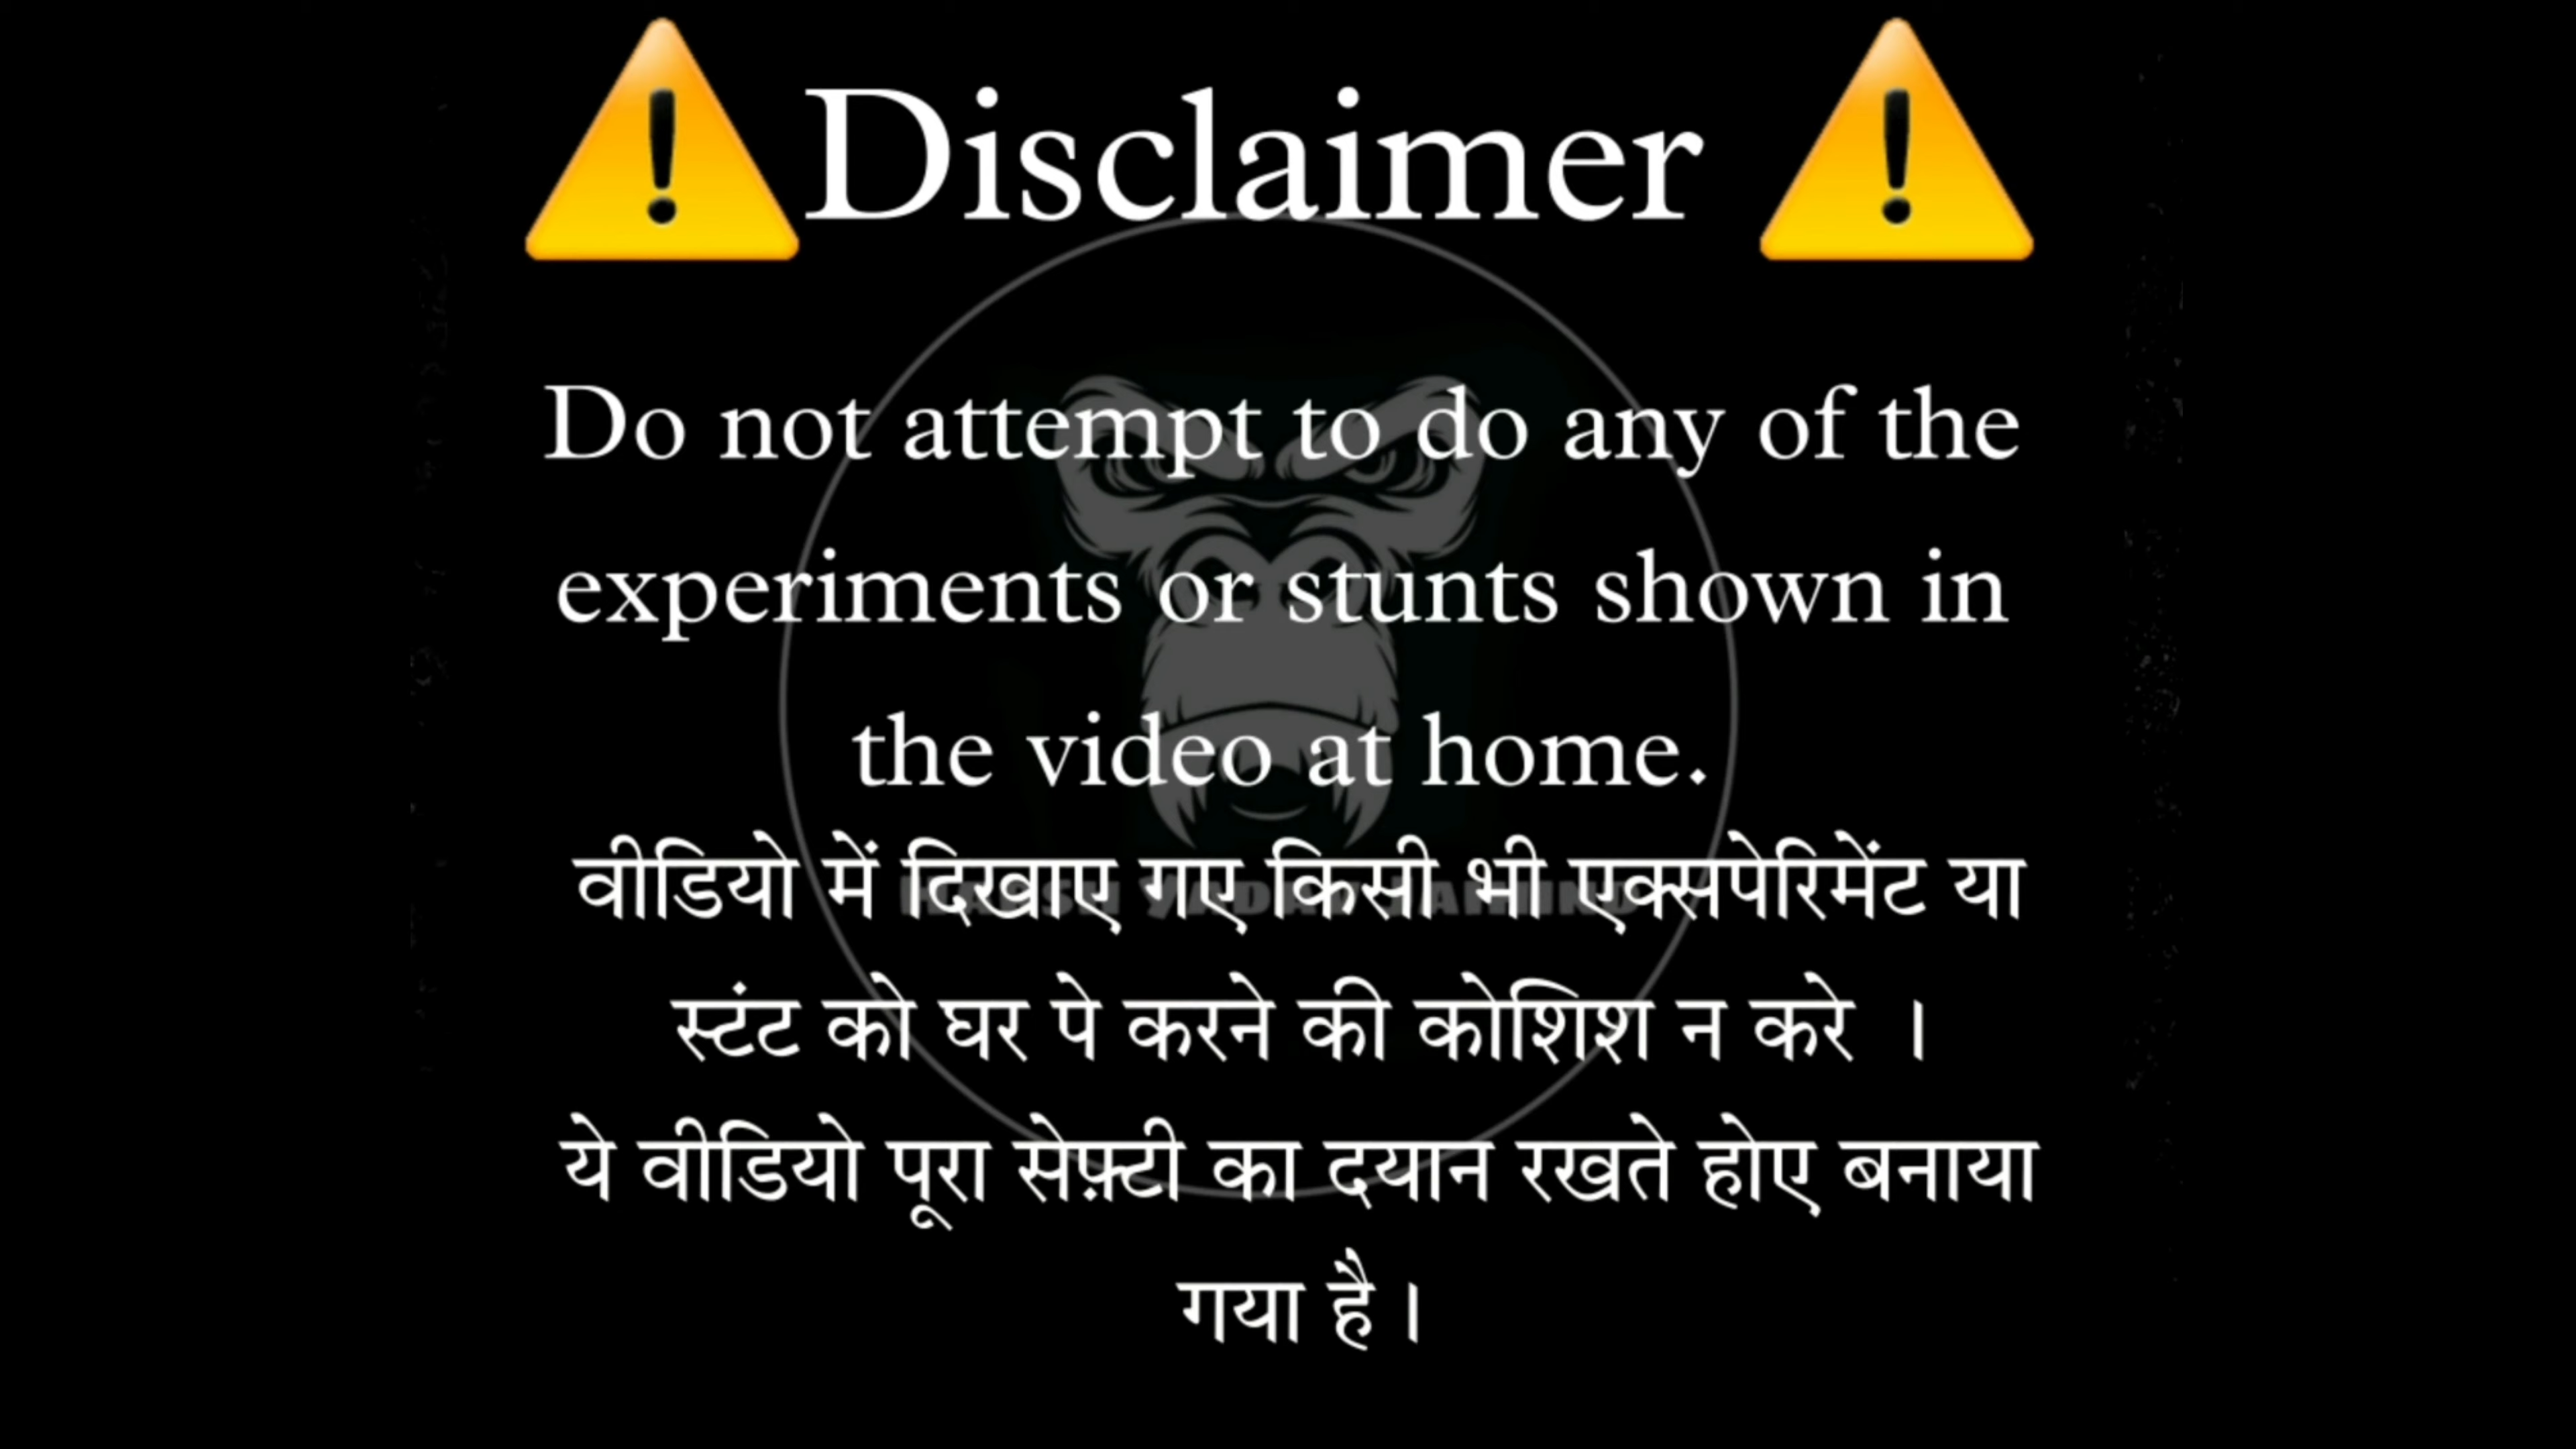 ⚠️Disclaimer ⚠️
Do not attempt to do any of the
experiments or stunts shown in
the video at home.
वीडियो में दिखाए गए किसी भी एक्सपेरिमेंट या
स्टंट को घर पे करने की कोशिश न करे ।
ये वीडियो पूरा सेफ़्टी का दयान रखते होए बनाया
गया है।